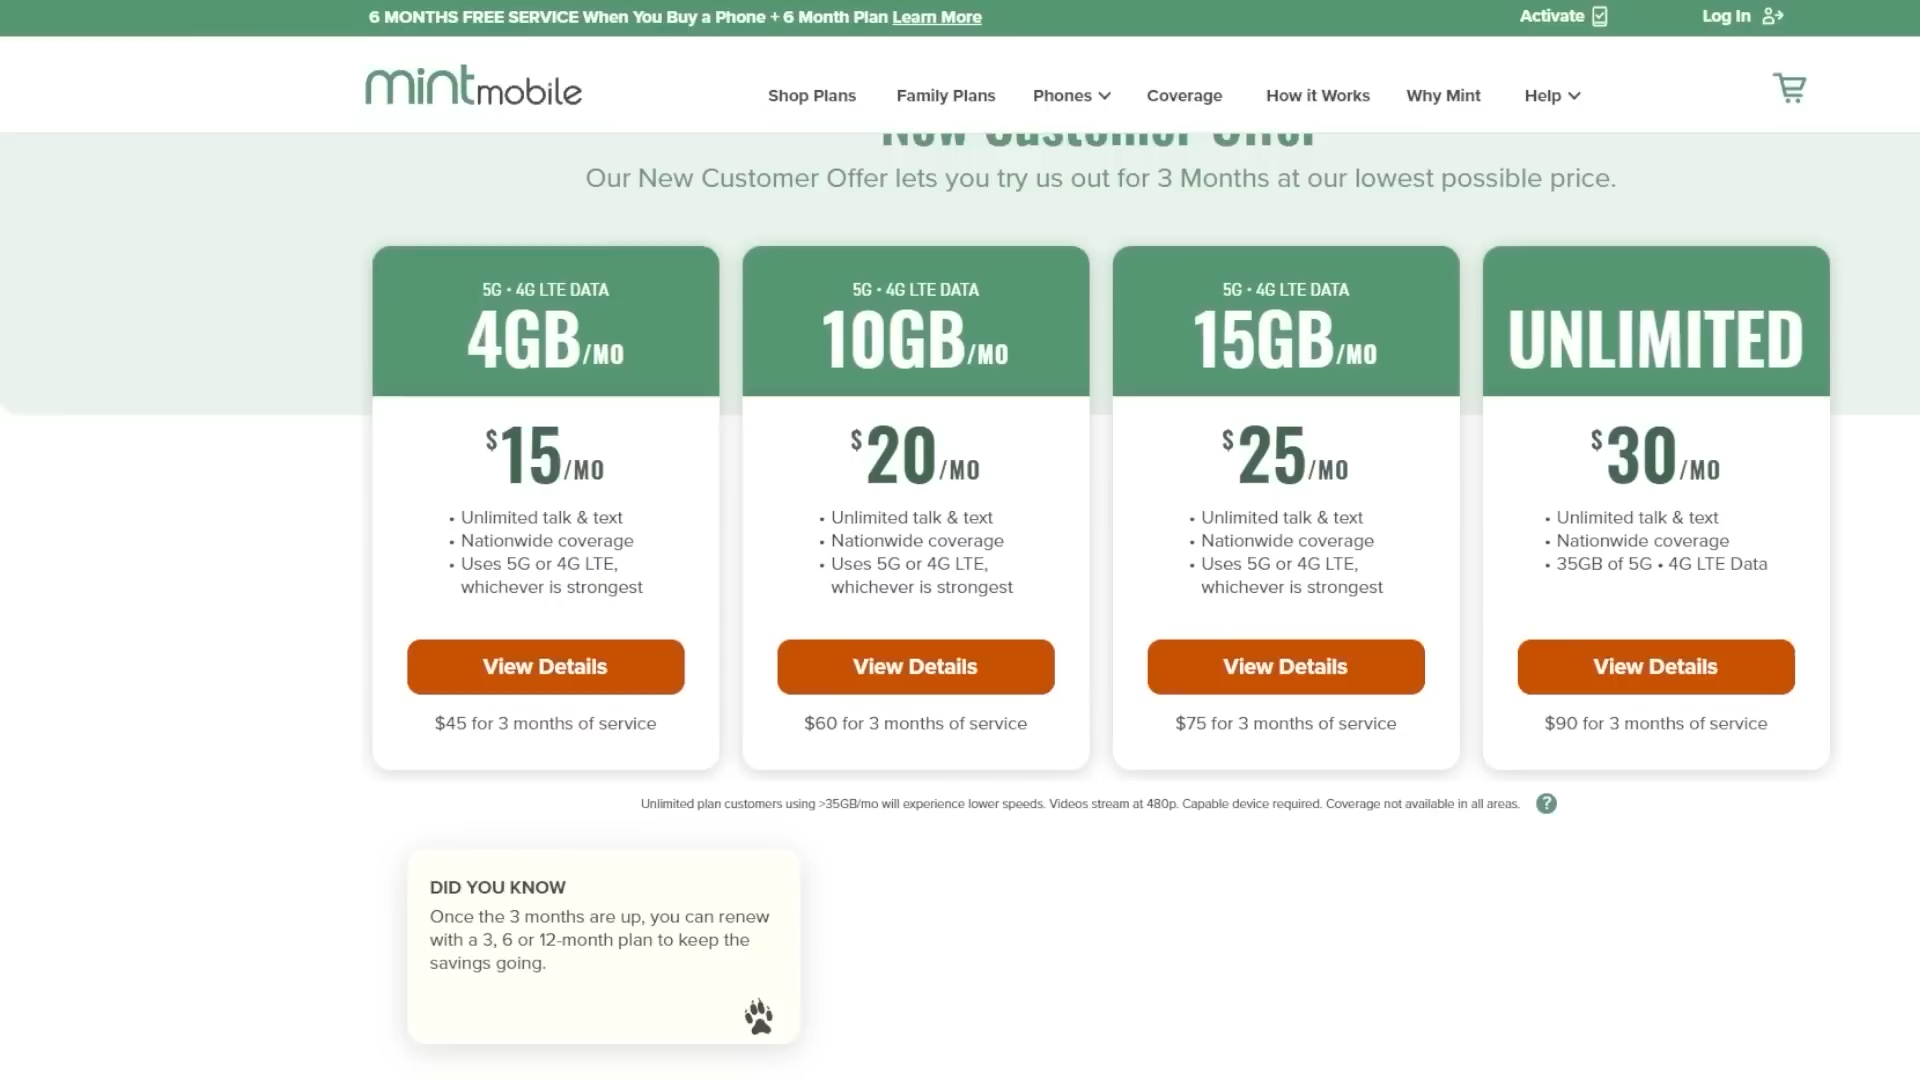 6 MONTHS FREE SERVICE When You Buy a Phone + 6 Month Plan Learn More
Activate
Log In
mintmobile
Shop Plans
Family Plans
Phones
Coverage
How it Works
Why Mint
Help
New Customer Offer
Our New Customer Offer lets you try us out for 3 Months at our lowest possible price.
5G • 4G LTE DATA
4GB/MO
$15/MO
• Unlimited talk & text
• Nationwide coverage
• Uses 5G or 4G LTE,
whichever is strongest
View Details
$45 for 3 months of service
5G • 4G LTE DATA
10GB/MO
$20/MO
• Unlimited talk & text
• Nationwide coverage
• Uses 5G or 4G LTE,
whichever is strongest
View Details
$60 for 3 months of service
5G • 4G LTE DATA
15GB/MO
$25/MO
• Unlimited talk & text
• Nationwide coverage
• Uses 5G or 4G LTE,
whichever is strongest
View Details
$75 for 3 months of service
UNLIMITED
$30/MO
• Unlimited talk & text
• Nationwide coverage
• 35GB of 5G • 4G LTE Data
View Details
$90 for 3 months of service
Unlimited plan customers using >35GB/mo will experience lower speeds. Videos stream at 480p. Capable device required. Coverage not available in all areas. ?
DID YOU KNOW
Once the 3 months are up, you can renew
with a 3, 6 or 12-month plan to keep the
savings going.